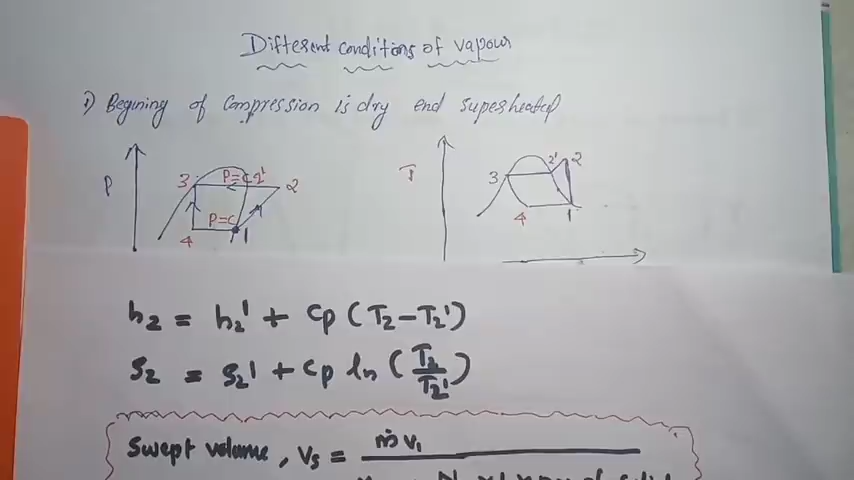 Different conditions of vapour
1) Begining of Compression is dry end superheated
P
3
P=C
2'
2
P=C
4
1
T
3
2'
2
4
1
h2 = h2' + Cp (T2-T2')
S2 = S2' + Cp ln (T2/T2')
Swept volume, Vs = ṁ v1